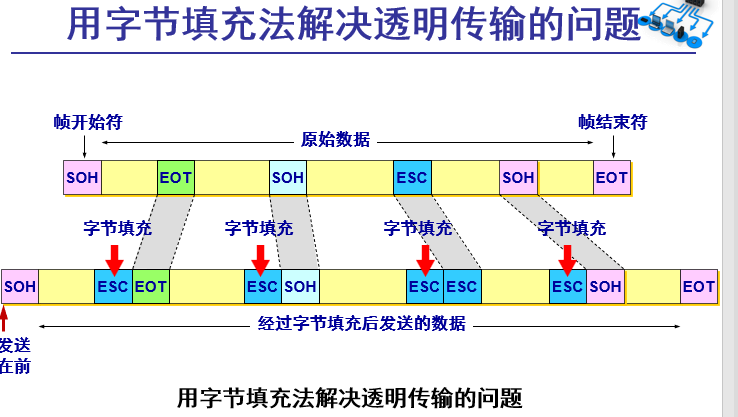 用字节填充法解决透明传输的问题
帧开始符
原始数据
帧结束符
SOH EOT SOH ESC SOH EOT
字节填充 字节填充 字节填充 字节填充
SOH ESC EOT ESC SOH ESC ESC ESC SOH EOT
经过字节填充后发送的数据
发送
在前
用字节填充法解决透明传输的问题